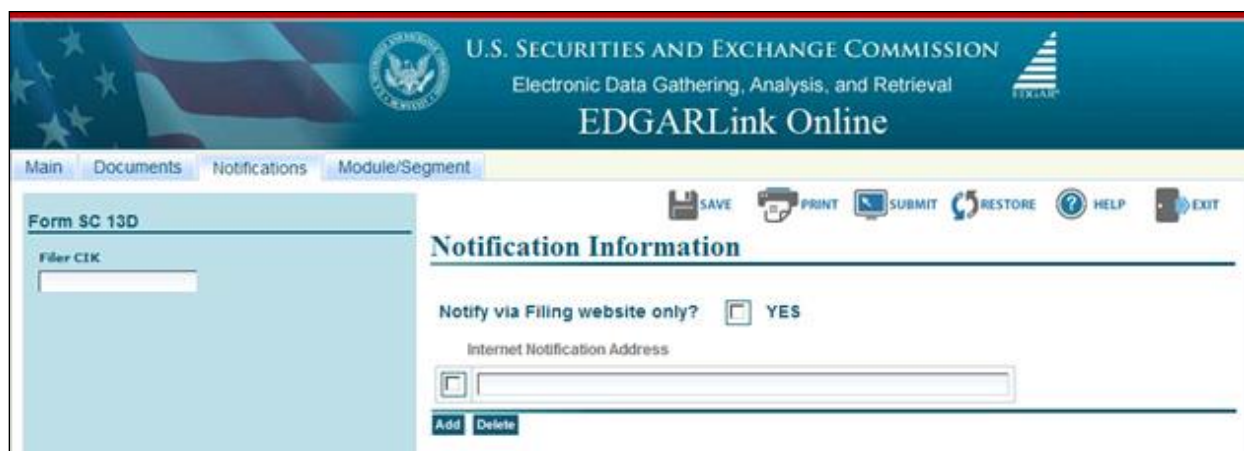 U.S. SECURITIES AND EXCHANGE COMMISSION
Electronic Data Gathering, Analysis, and Retrieval
EDGAR
EDGARLink Online
Main Documents Notifications Module/Segment
SAVE PRINT SUBMIT RESTORE HELP EXIT
Form SC 13D
Filer CIK
Notification Information
Notify via Filing website only? YES
Internet Notification Address
Add Delete